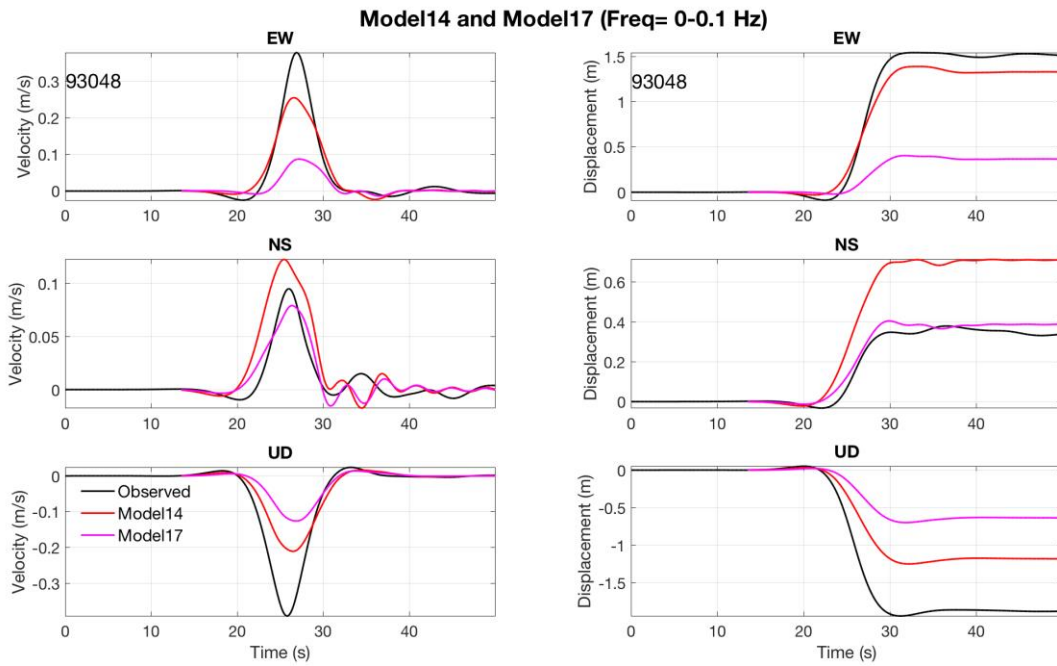 Model14 and Model17 (Freq= 0-0.1 Hz)
EW
Velocity (m/s)
0.3
0.2
0.1
0
93048
0 10 20 30 40
EW
Displacement (m)
1.5
1
0.5
0
93048
0 10 20 30 40
NS
Velocity (m/s)
0.1
0.05
0
0 10 20 30 40
NS
Displacement (m)
0.6
0.4
0.2
0
0 10 20 30 40
UD
Velocity (m/s)
0
-0.1
-0.2
-0.3
Observed
Model14
Model17
0 10 20 30 40
Time (s)
UD
Displacement (m)
0
-0.5
-1
-1.5
0 10 20 30 40
Time (s)